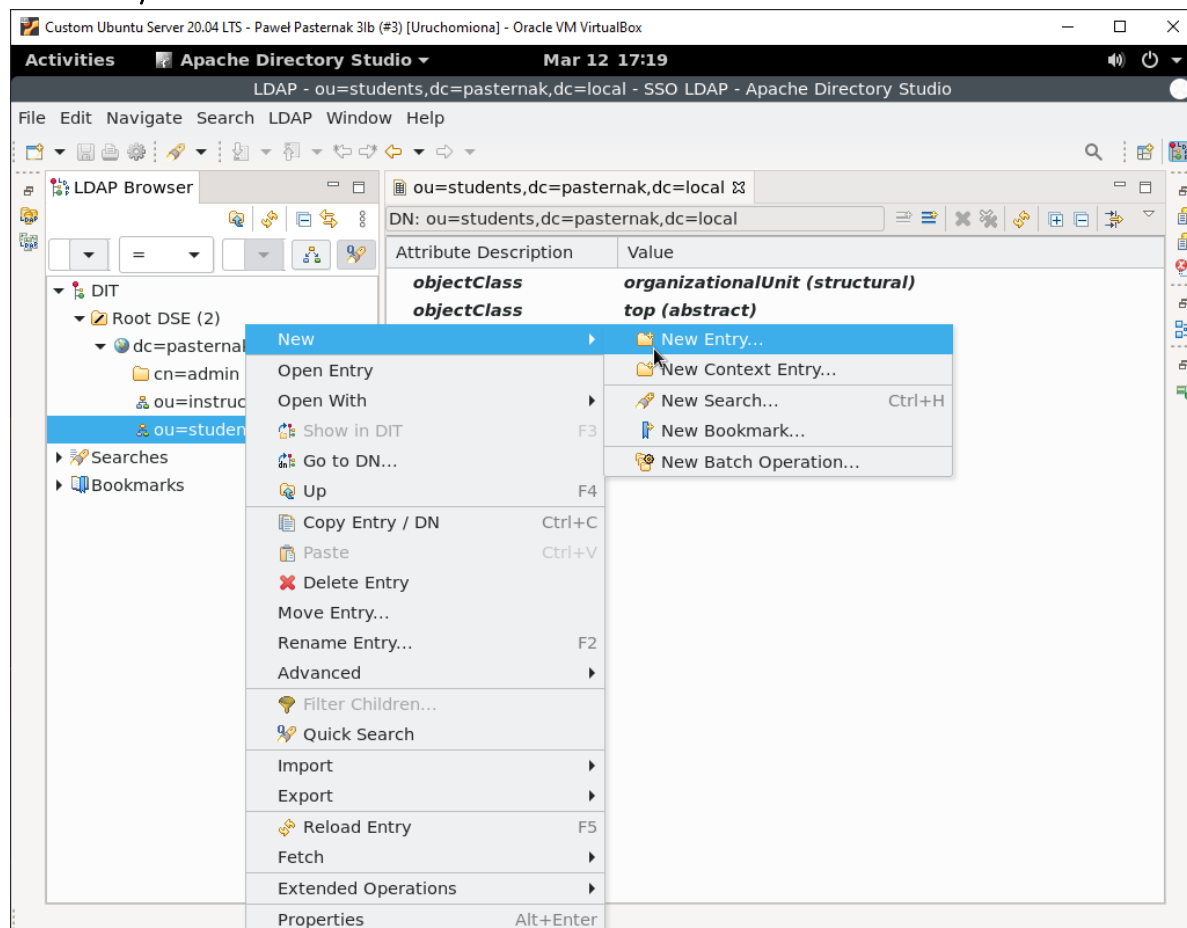 Custom Ubuntu Server 20.04 LTS - Paweł Pasternak 3lb (#3) [Uruchomiona] - Oracle VM VirtualBox
Activities Apache Directory Studio Mar 12 17:19
LDAP - ou=students,dc=pasternak,dc=local - SSO LDAP - Apache Directory Studio
File Edit Navigate Search LDAP Window Help
LDAP Browser
ou=students,dc=pasternak,dc=local
DN: ou=students,dc=pasternak,dc=local
=
Attribute Description Value
objectClass organizationalUnit (structural)
objectClass top (abstract)
DIT
Root DSE (2)
dc=pasternak
cn=admin
ou=instruc
ou=studen
Searches
Bookmarks
New
Open Entry
Open With
Show in DIT F3
Go to DN...
Up F4
Copy Entry / DN Ctrl+C
Paste Ctrl+V
Delete Entry
Move Entry...
Rename Entry... F2
Advanced
Filter Children...
Quick Search
Import
Export
Reload Entry F5
Fetch
Extended Operations
Properties Alt+Enter
New Entry...
New Context Entry...
New Search... Ctrl+H
New Bookmark...
New Batch Operation...